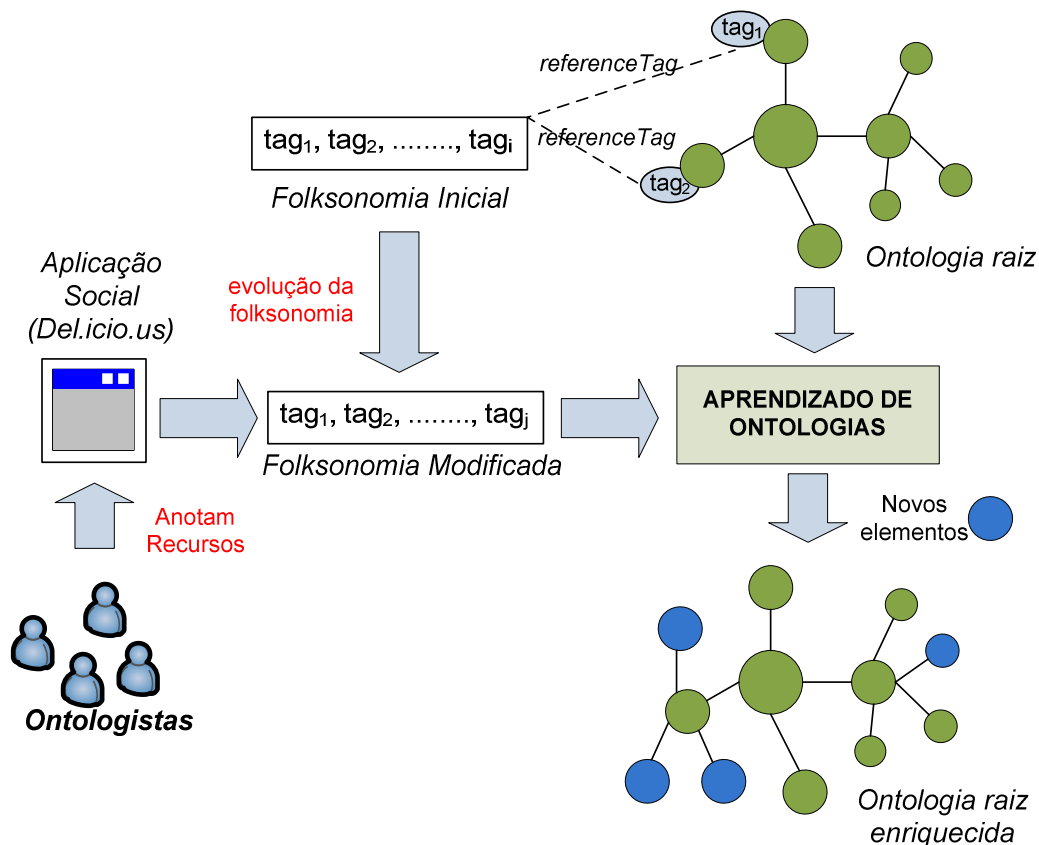 tag₁
referenceTag
tag₁, tag₂, ........, tagᵢ
referenceTag
tag₂
Folksonomia Inicial
Ontologia raiz
Aplicação
Social
(Del.icio.us)
evolução da
folksonomia
tag₁, tag₂, ........, tagⱼ
Folksonomia Modificada
APRENDIZADO DE
ONTOLOGIAS
Anotam
Recursos
Novos
elementos
Ontologistas
Ontologia raiz
enriquecida